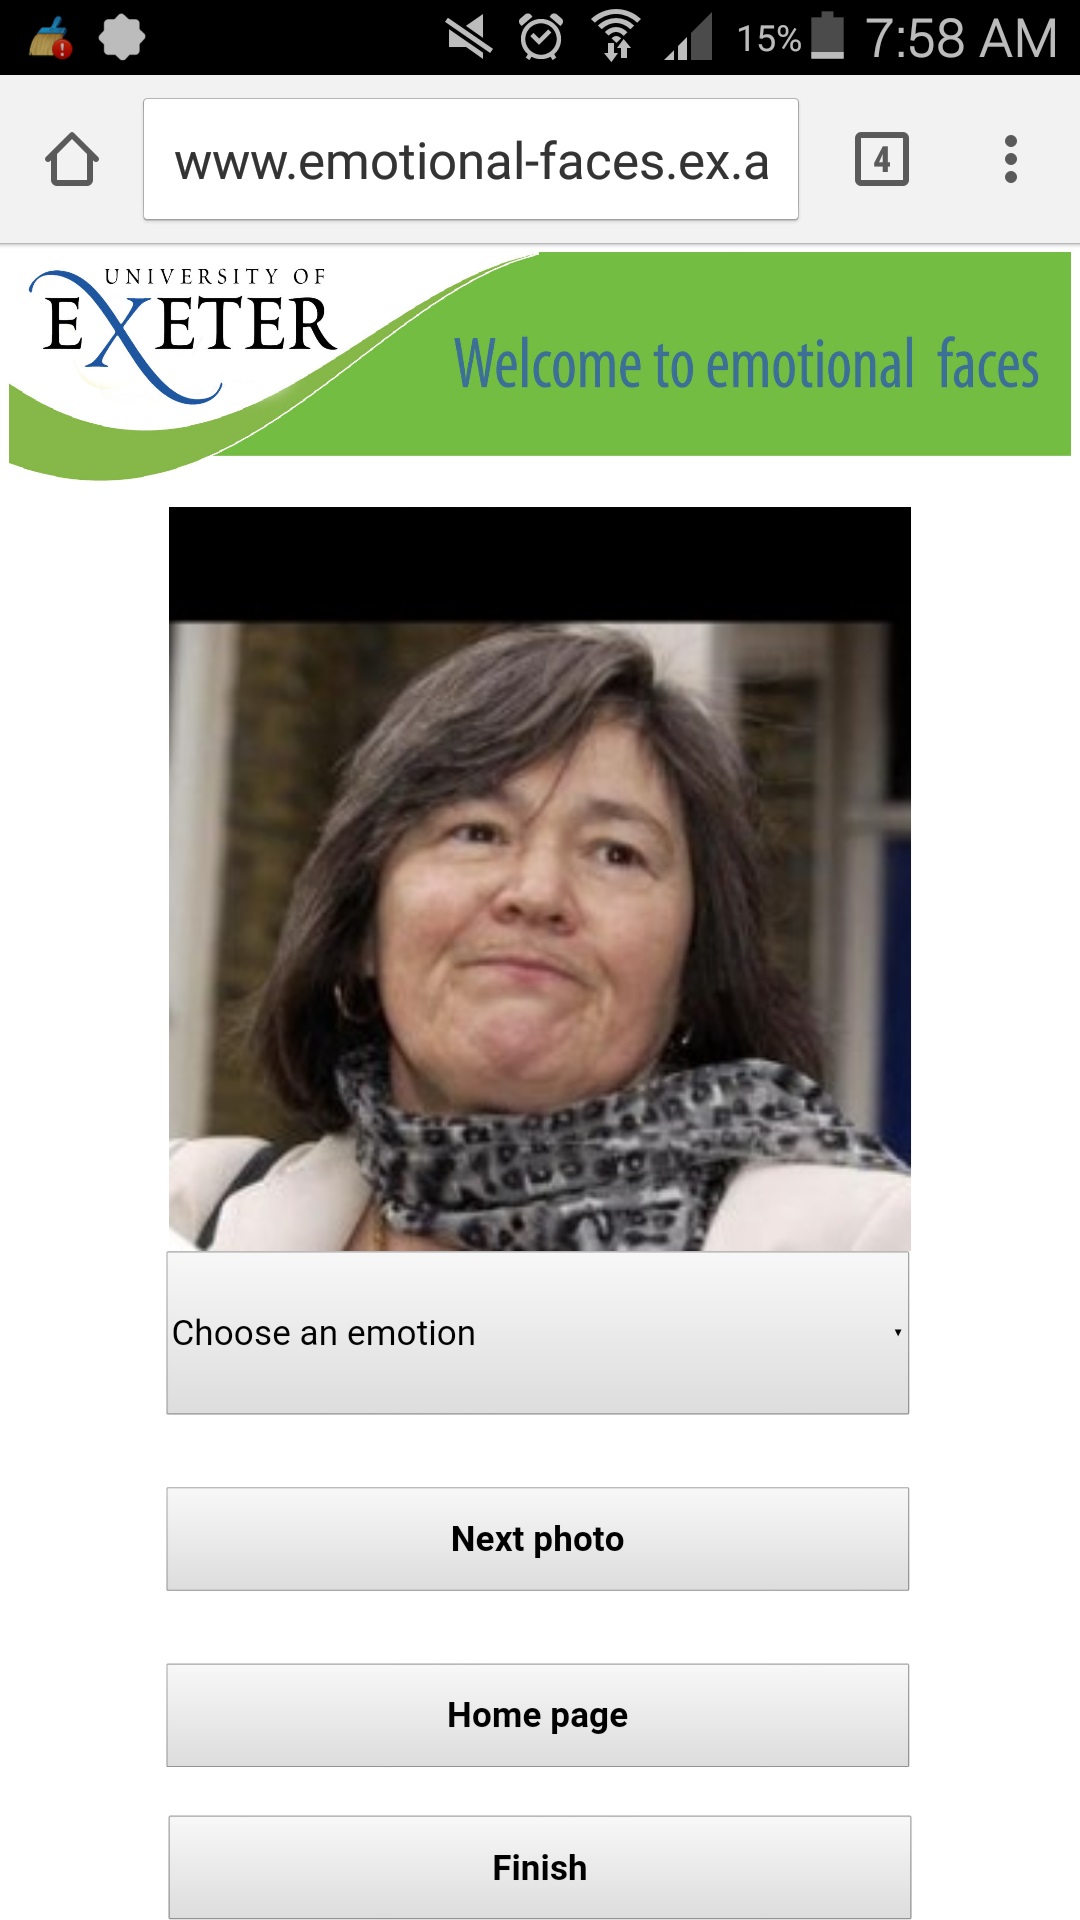 15% 7:58 AM
www.emotional-faces.ex.a
4
UNIVERSITY OF
EXETER
Welcome to emotional faces
Choose an emotion
Next photo
Home page
Finish